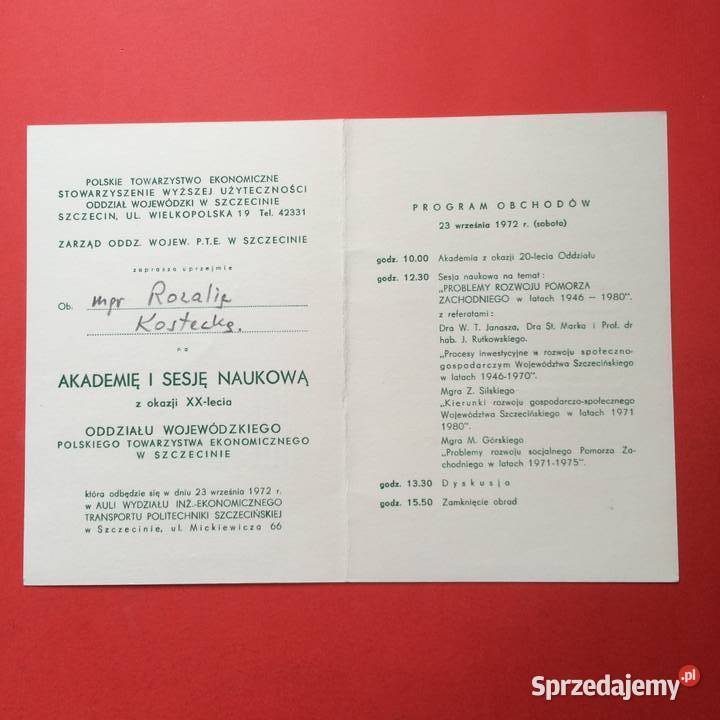 POLSKIE TOWARZYSTWO EKONOMICZNE
STOWARZYSZENIE WYŻSZEJ UŻYTECZNOŚCI
ODDZIAŁ WOJEWÓDZKI W SZCZECINIE
SZCZECIN, UL. WIELKOPOLSKA 19 Tel. 42331
ZARZĄD ODDZ. WOJEW. P.T.E. W SZCZECINIE
zaprasza uprzejmie
Ob. mgr Rozalię
Kostecką.
na
AKADEMIĘ I SESJĘ NAUKOWĄ
z okazji XX-lecia
ODDZIAŁU WOJEWÓDZKIEGO
POLSKIEGO TOWARZYSTWA EKONOMICZNEGO
W SZCZECINIE
która odbędzie się w dniu 23 września 1972 r.
w AULI WYDZIAŁU INŻ.-EKONOMICZNEGO
TRANSPORTU POLITECHNIKI SZCZECIŃSKIEJ
w Szczecinie, ul. Mickiewicza 66
PROGRAM OBCHODÓW
23 września 1972 r. (sobota)
godz. 10.00 Akademia z okazji 20-lecia Oddziału
godz. 12.30 Sesja naukowa na temat:
„PROBLEMY ROZWOJU POMORZA
ZACHODNIEGO w latach 1946 – 1980".
z referatami:
Dra W. T. Janasza, Dra St. Marka i Prof. dr
hab. J. Rutkowskiego.
„Procesy inwestycyjne w rozwoju społeczno-
gospodarczym Województwa Szczecińskiego
w latach 1946-1970".
Mgra Z. Silskiego
„Kierunki rozwoju gospodarczo-społecznego
Województwa Szczecińskiego w latach 1971
1980".
Mgra M. Górskiego
„Problemy rozwoju socjalnego Pomorza Za-
chodniego w latach 1971-1975".
godz. 13.30 Dyskusja
godz. 15.50 Zamknięcie obrad
Sprzedajemy.pl